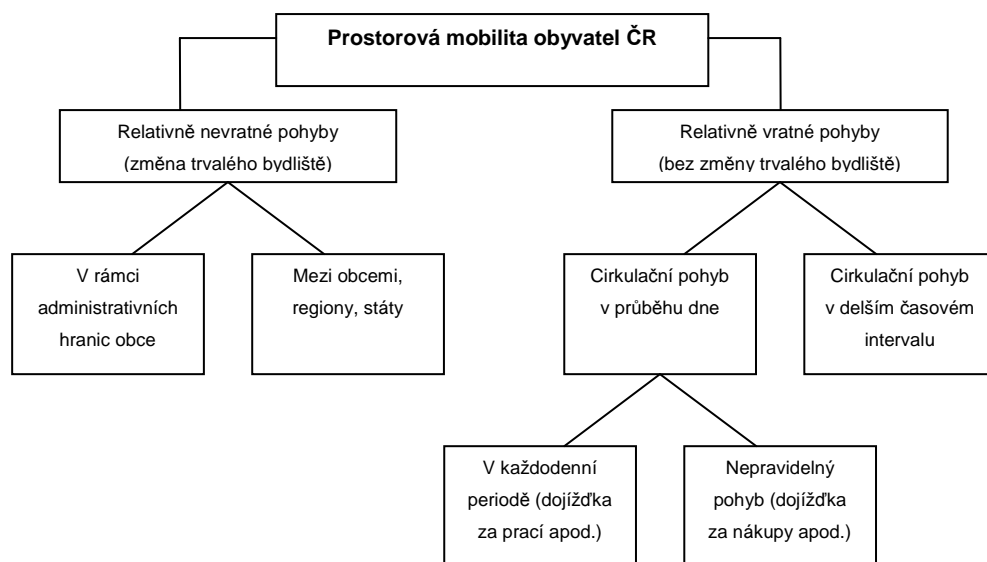 Prostorová mobilita obyvatel ČR
Relativně nevratné pohyby
(změna trvalého bydliště)
Relativně vratné pohyby
(bez změny trvalého bydliště)
V rámci
administrativních
hranic obce
Mezi obcemi,
regiony, státy
Cirkulační pohyb
v průběhu dne
Cirkulační pohyb
v delším časovém
intervalu
V každodenní
periodě (dojížďka
za prací apod.)
Nepravidelný
pohyb (dojížďka
za nákupy apod.)